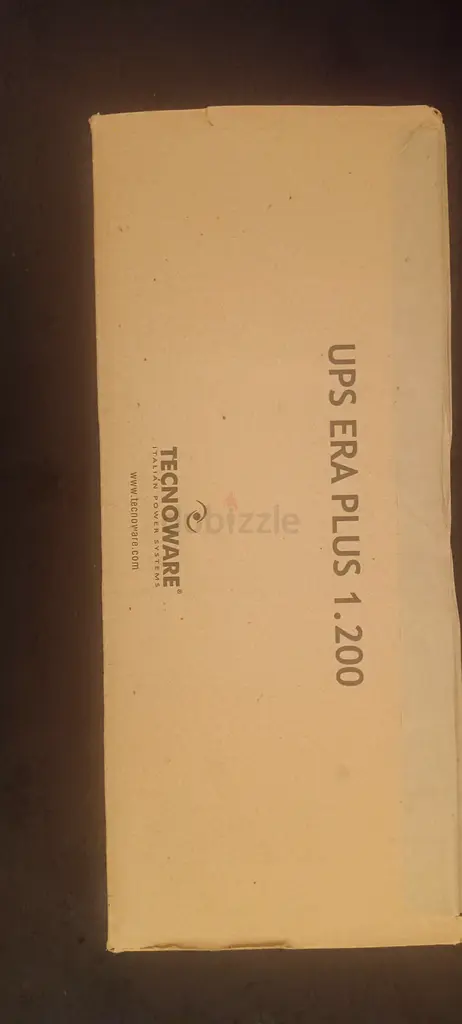 UPS ERA PLUS 1.200
TECNOWARE®
ITALIAN POWER SYSTEMS
www.tecnoware.com
dubizzle